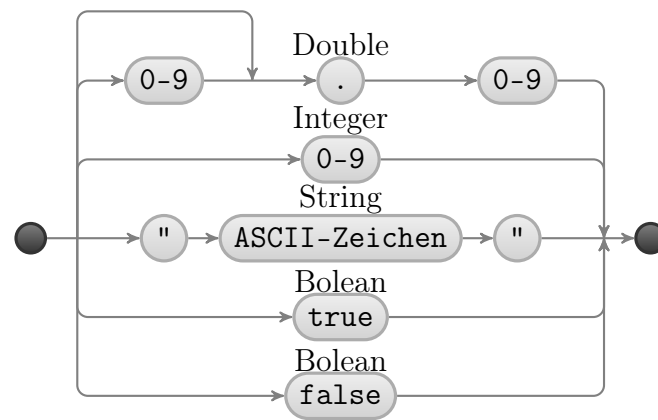 Double
0-9 . 0-9
Integer
0-9
String
" ASCII-Zeichen "
Bolean
true
Bolean
false